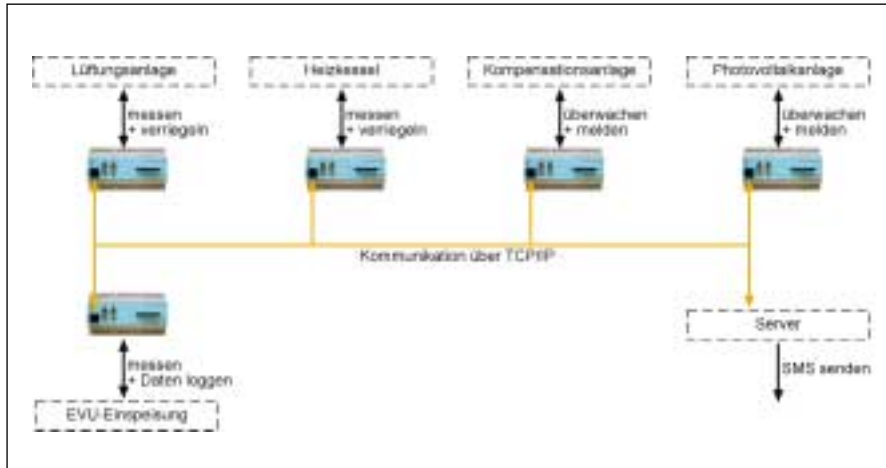 Lüftungsanlage
Heizkessel
Kompensationsanlage
Photovoltaikanlage
messen
+ verriegeln
messen
+ verriegeln
überwachen
+ melden
überwachen
+ melden
Kommunikation über TCP/IP
messen
+ Daten loggen
EVU-Einspeisung
Server
SMS senden